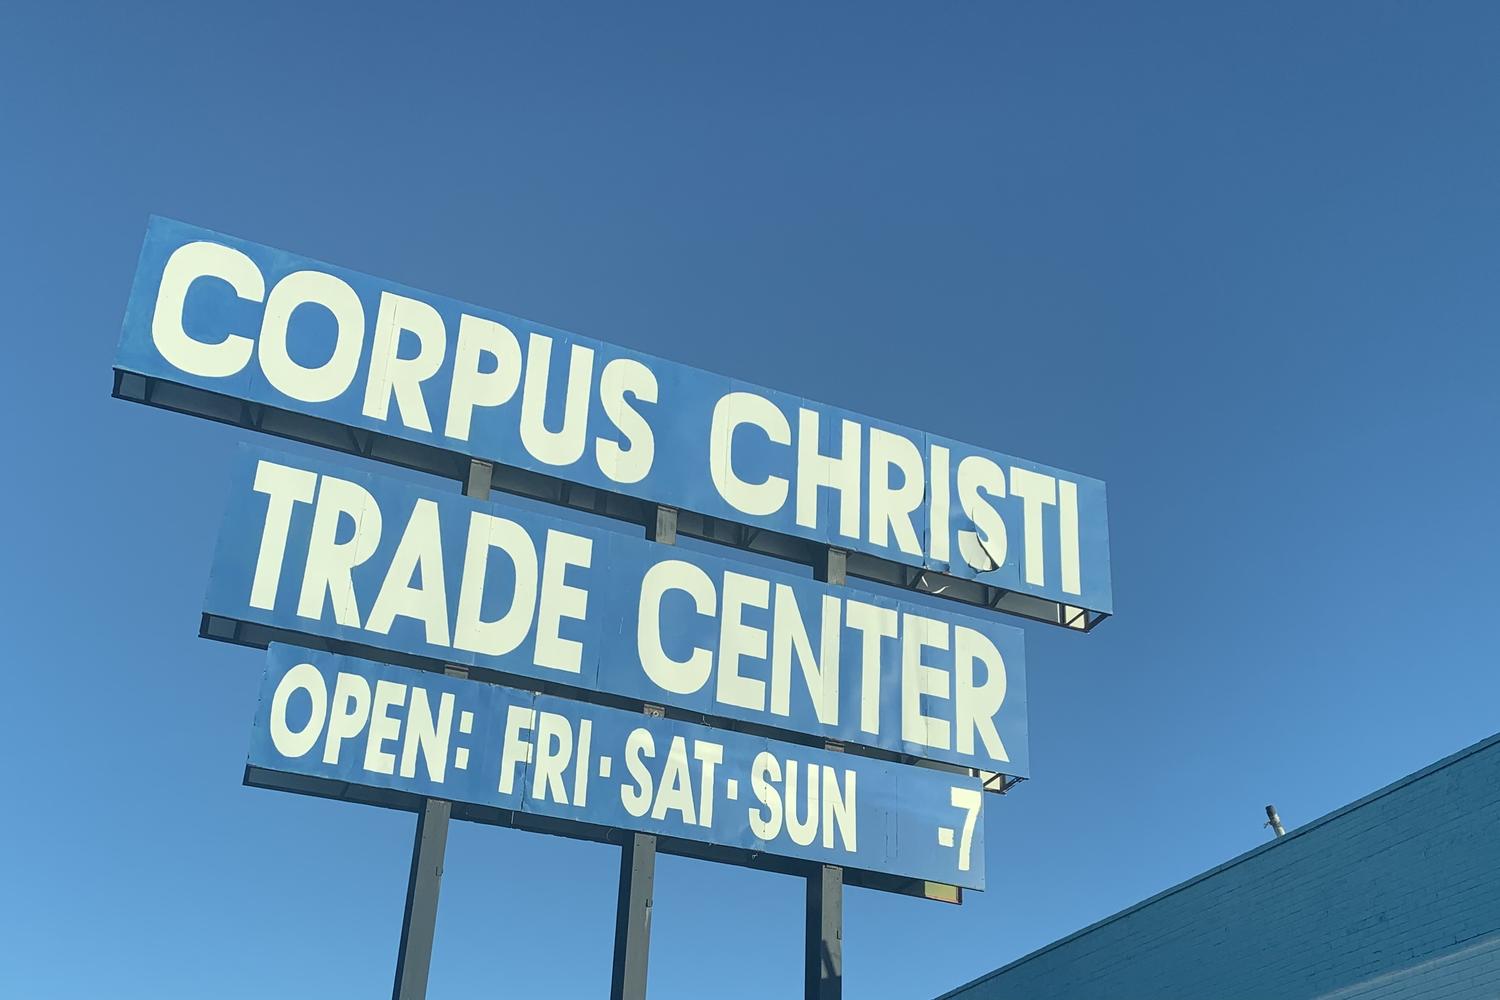 CORPUS CHRISTI
TRADE CENTER
OPEN: FRI·SAT·SUN -7